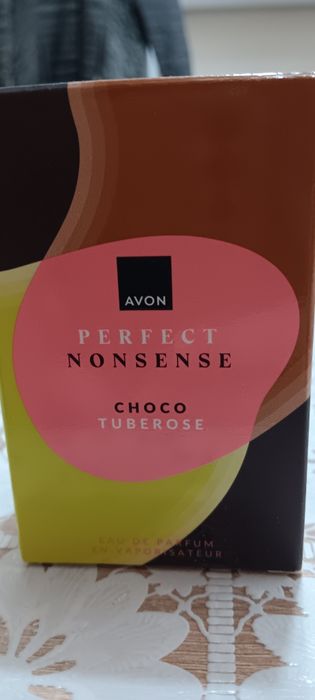 AVON
PERFECT
NONSENSE
CHOCO
TUBEROSE
EAU DE PARFUM
EN VAPORISATEUR